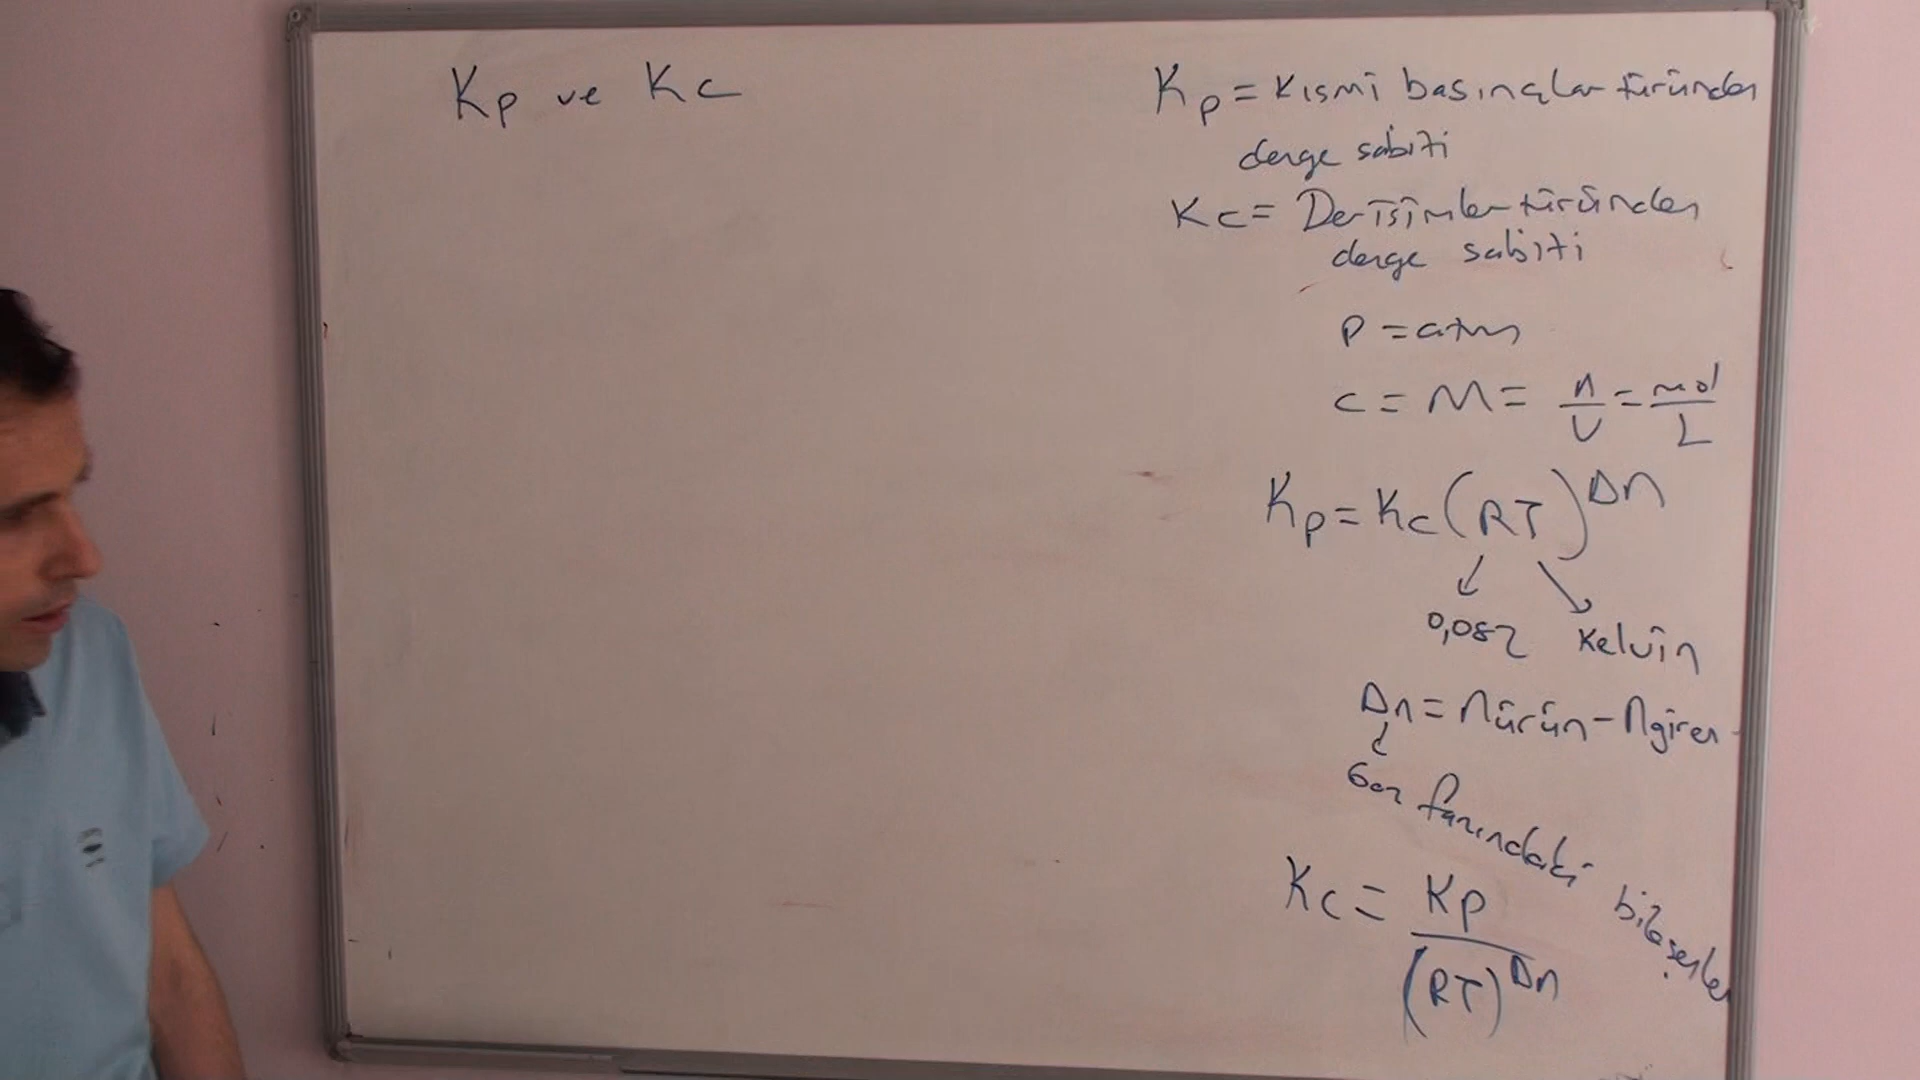 Kp ve Kc
Kp = Kısmi basınçlar türünden
denge sabiti
Kc = Derişimler türünden
denge sabiti
P = atm
c = M = n/V = mol/L
Kp = Kc (RT)^Δn
0,082 Kelvin
Δn = nürün - ngiren
Gaz fazındaki bileşenler
Kc = Kp/(RT)^Δn